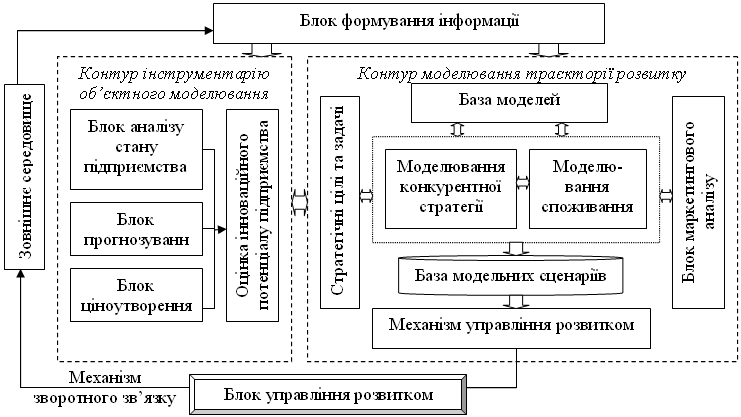 Блок формування інформації
Контур інструментарію
об’єктного моделювання
Контур моделювання траєкторії розвитку
Зовнішнє середовище
Блок аналізу
стану
підприємства
Блок
прогнозуванн
Блок
ціноутворення
Оцінка інноваційного
потенціалу підприємства
Стратегічні цілі та задачі
База моделей
Моделювання
конкурентної
стратегії
Моделю-
вання
споживання
Блок маркетингового
аналізу
База модельних сценаріїв
Механізм управління розвитком
Механізм
зворотного зв’язку
Блок управління розвитком